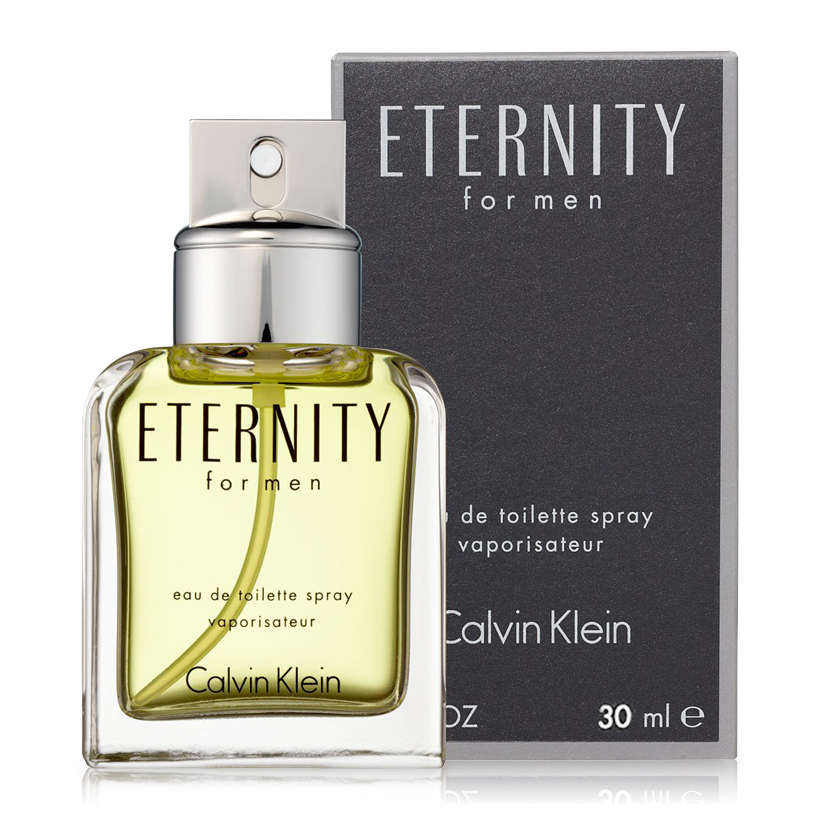 ETERNITY
for men
de toilette spray
vaporisateur
Calvin Klein
oz
30 ml e
ETERNITY
for men
eau de toilette spray
vaporisateur
Calvin Klein